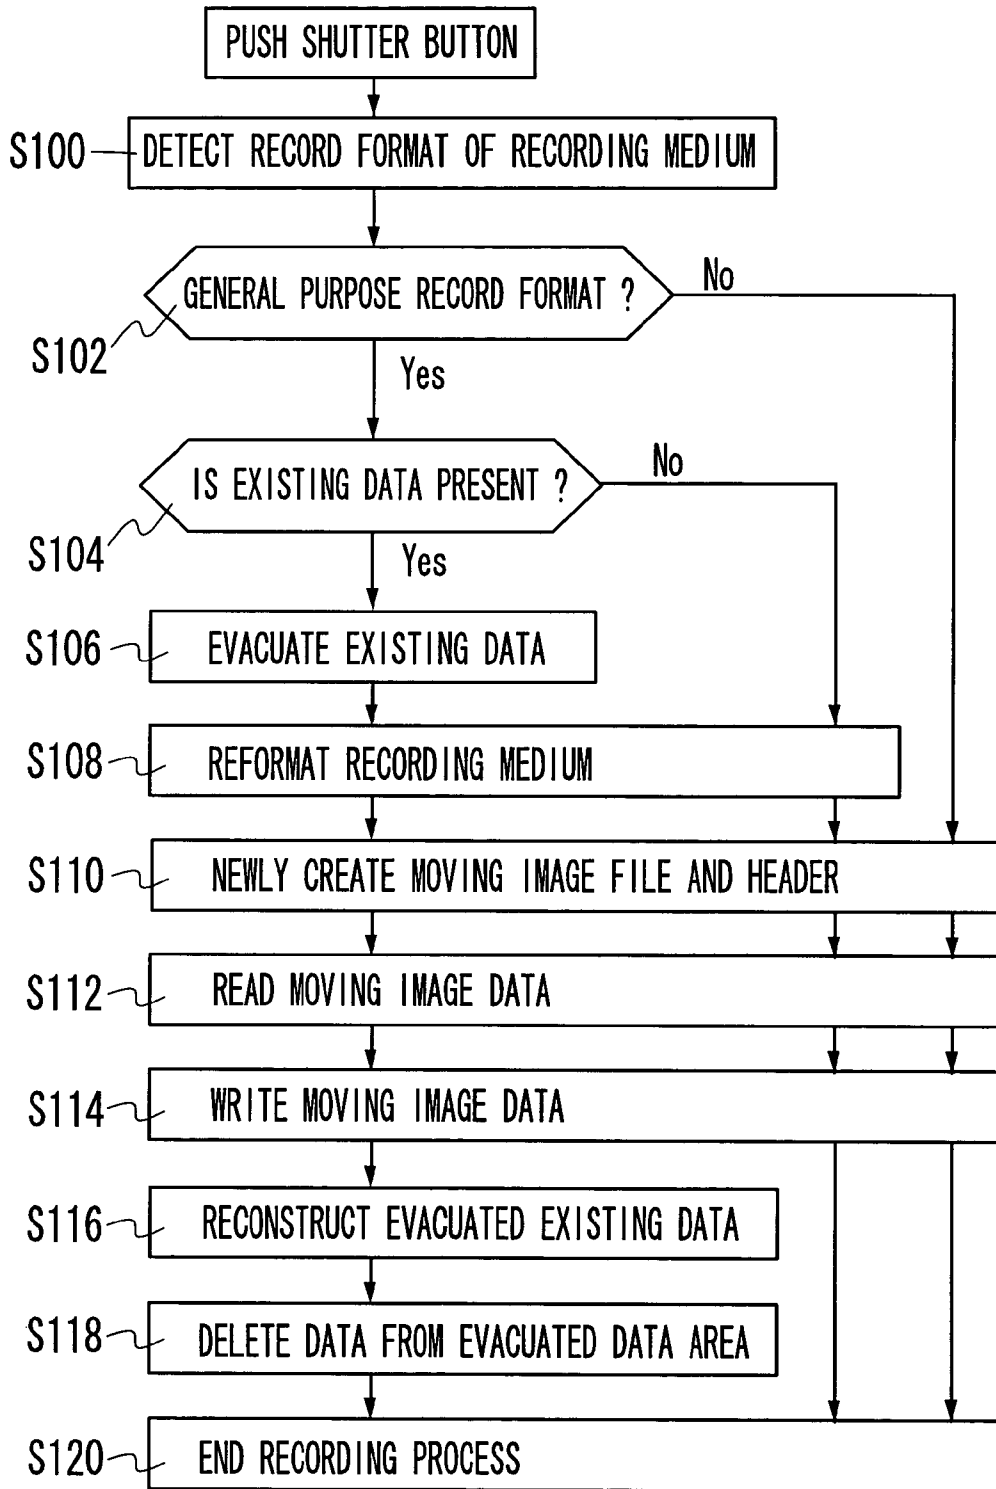 PUSH SHUTTER BUTTON
S100
DETECT RECORD FORMAT OF RECORDING MEDIUM
GENERAL PURPOSE RECORD FORMAT ?
No
S102
Yes
IS EXISTING DATA PRESENT ?
No
S104
Yes
S106
EVACUATE EXISTING DATA
S108
REFORMAT RECORDING MEDIUM
S110
NEWLY CREATE MOVING IMAGE FILE AND HEADER
S112
READ MOVING IMAGE DATA
S114
WRITE MOVING IMAGE DATA
S116
RECONSTRUCT EVACUATED EXISTING DATA
S118
DELETE DATA FROM EVACUATED DATA AREA
S120
END RECORDING PROCESS